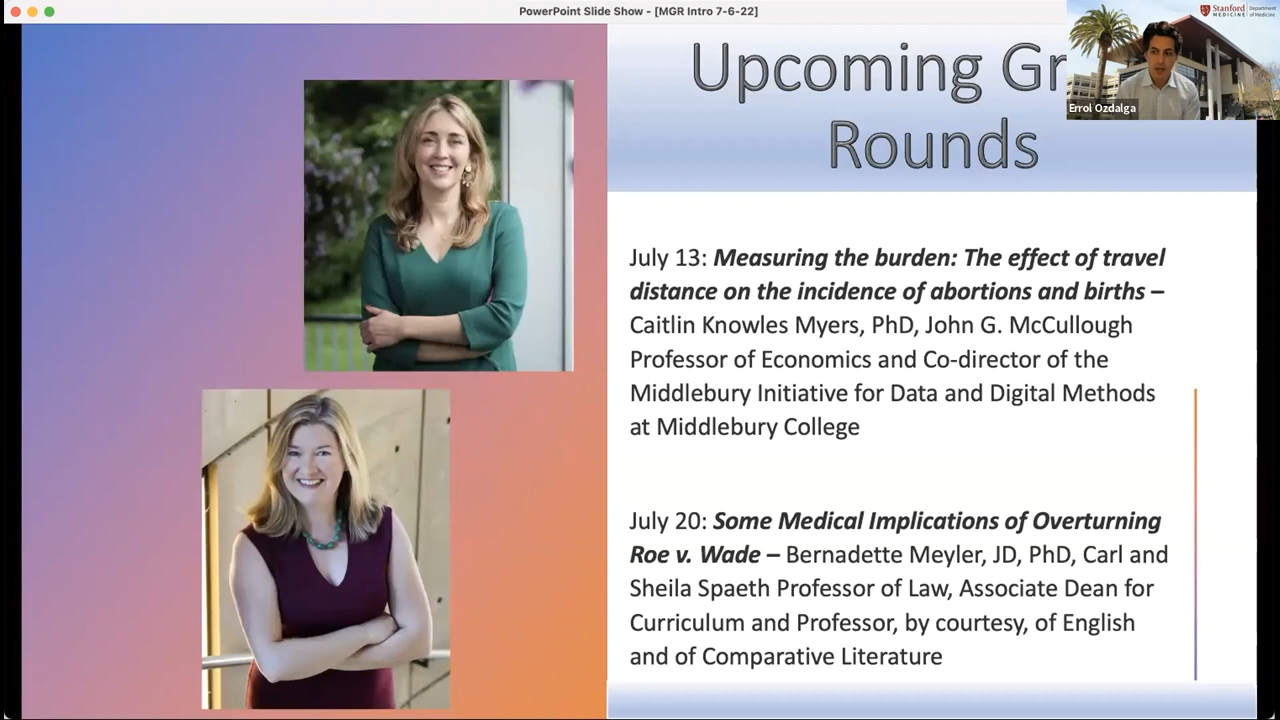 PowerPoint Slide Show - [MGR Intro 7-6-22]
Stanford
MEDICINE
Department
of Medicine
Errol Ozdalga
Upcoming Gr
Rounds
July 13: Measuring the burden: The effect of travel
distance on the incidence of abortions and births –
Caitlin Knowles Myers, PhD, John G. McCullough
Professor of Economics and Co-director of the
Middlebury Initiative for Data and Digital Methods
at Middlebury College
July 20: Some Medical Implications of Overturning
Roe v. Wade – Bernadette Meyler, JD, PhD, Carl and
Sheila Spaeth Professor of Law, Associate Dean for
Curriculum and Professor, by courtesy, of English
and of Comparative Literature